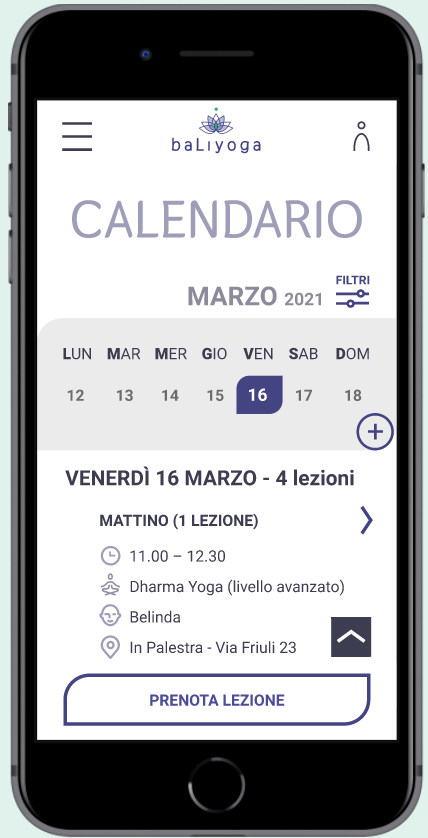 baLiyoga
CALENDARIO
MARZO 2021
FILTRI
LUN MAR MER GIO VEN SAB DOM
12 13 14 15 16 17 18
VENERDÌ 16 MARZO - 4 lezioni
MATTINO (1 LEZIONE)
11.00 – 12.30
Dharma Yoga (livello avanzato)
Belinda
In Palestra - Via Friuli 23
PRENOTA LEZIONE